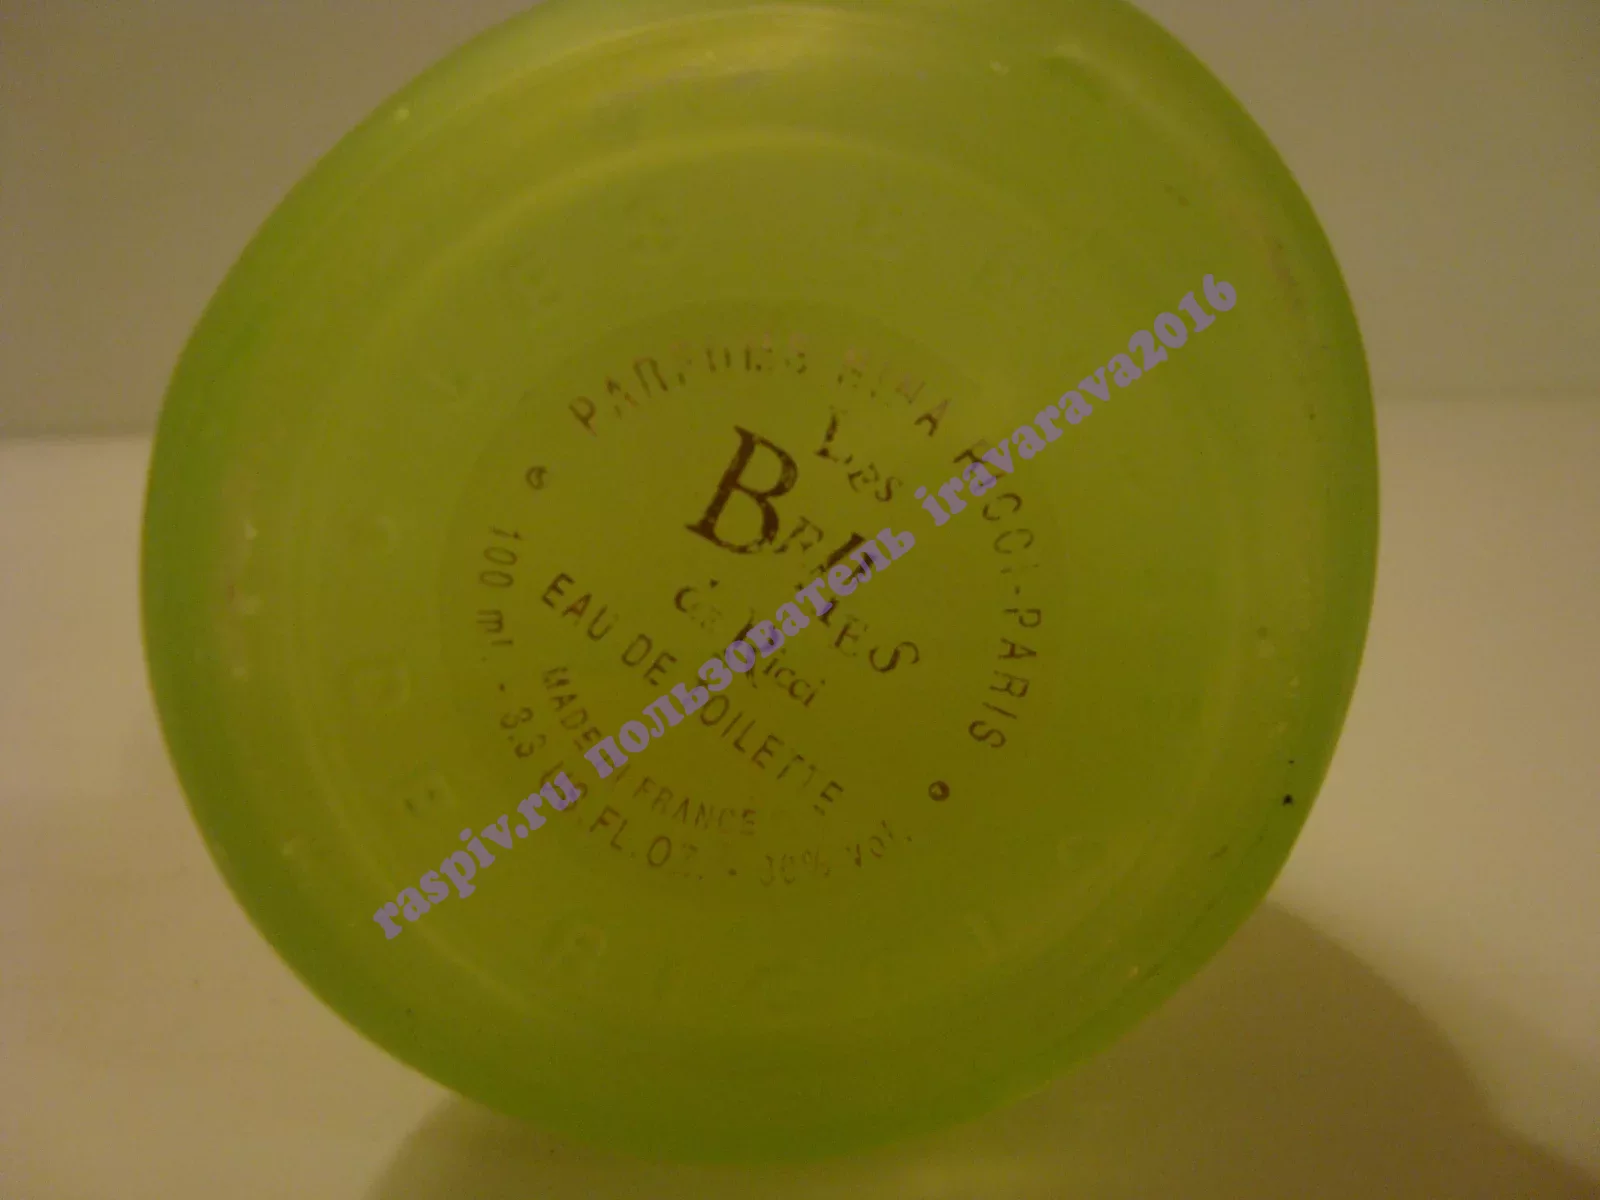 PARFUMS NINA RICCI-PARIS
Les
BELLES
de Ricci
EAU DE TOILETTE
MADE IN FRANCE
100 ml. - 3.3 FL.OZ. - % Vol.
raspiv.ru пользователь iravarava2016